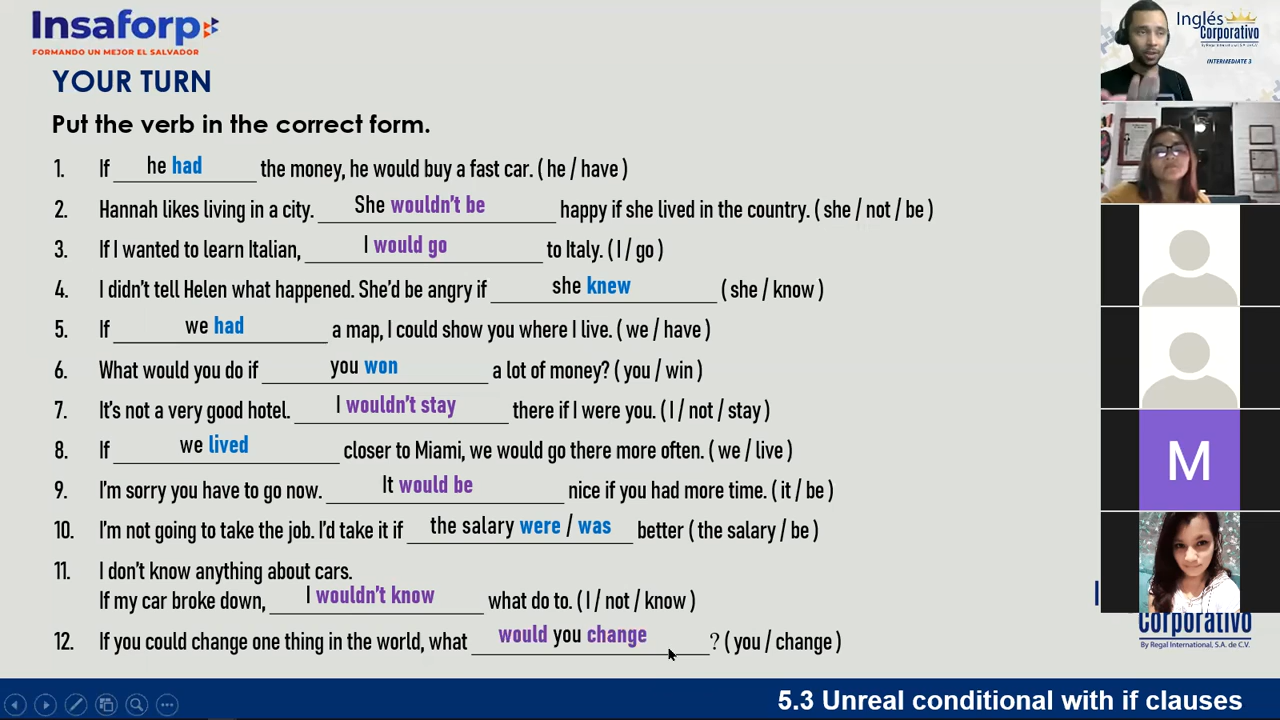 Insaforp
FORMANDO UN MEJOR EL SALVADOR
YOUR TURN
Put the verb in the correct form.
1. If he had the money, he would buy a fast car. ( he / have )
2. Hannah likes living in a city. She wouldn't be happy if she lived in the country. ( she / not / be )
3. If I wanted to learn Italian, I would go to Italy. ( I / go )
4. I didn't tell Helen what happened. She'd be angry if she knew ( she / know )
5. If we had a map, I could show you where I live. ( we / have )
6. What would you do if you won a lot of money? ( you / win )
7. It's not a very good hotel. I wouldn't stay there if I were you. ( I / not / stay )
8. If we lived closer to Miami, we would go there more often. ( we / live )
9. I'm sorry you have to go now. It would be nice if you had more time. ( it / be )
10. I'm not going to take the job. I'd take it if the salary were / was better ( the salary / be )
11. I don't know anything about cars.
If my car broke down, I wouldn't know what do to. ( I / not / know )
12. If you could change one thing in the world, what would you change ? ( you / change )
5.3 Unreal conditional with if clauses
Inglés
Corporativo
by Regal International, S.A. de C.V.
INTERMEDIATE 3
M
Corporativo
By Regal International, S.A. de C.V.